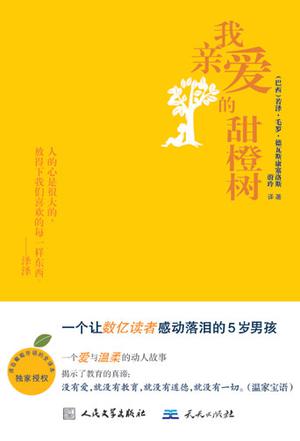 我亲爱的甜橙树
（巴西）若泽·毛罗·德瓦斯康塞洛斯 著
蔚玲 译
人的心是很大的，
放得下我们喜欢的每一样东西。
——泽泽
一个让数亿读者感动落泪的5岁男孩
独家授权
一个爱与温柔的动人故事
揭示了教育的真谛：
没有爱，就没有教育，就没有道德，就没有一切。（温家宝语）
人民文学出版社 天天出版社